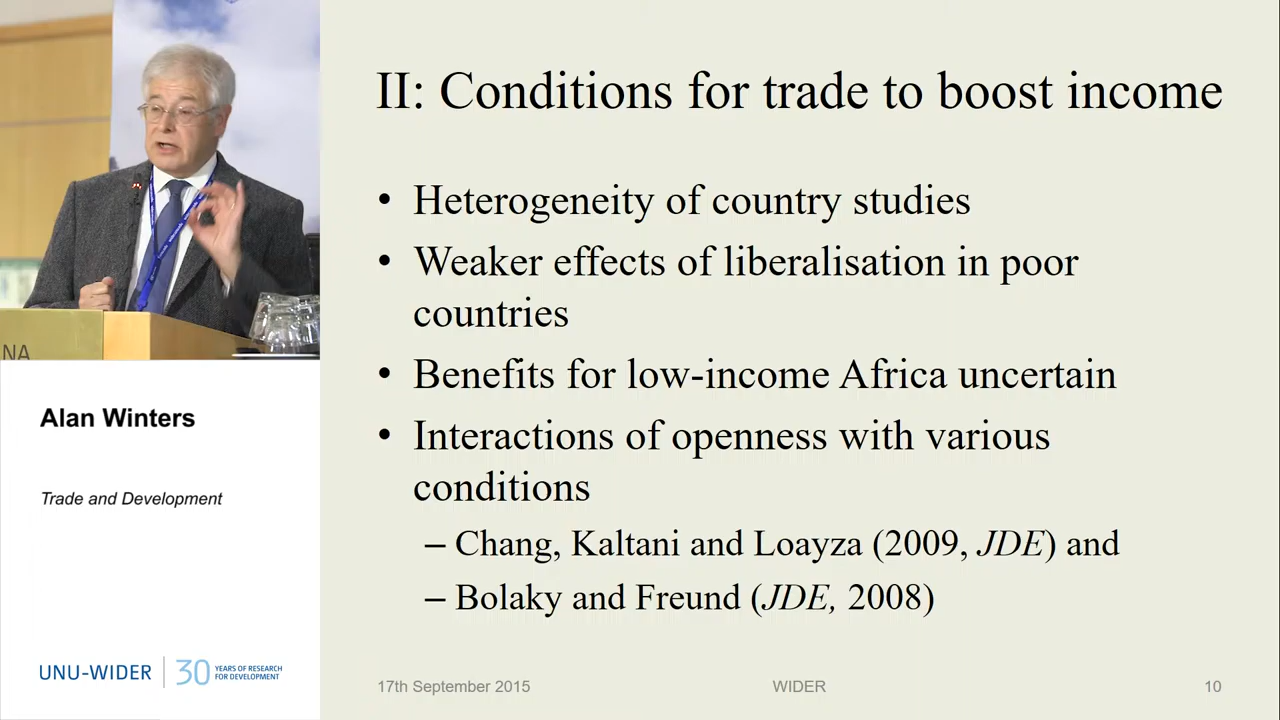 II: Conditions for trade to boost income
• Heterogeneity of country studies
• Weaker effects of liberalisation in poor
countries
• Benefits for low-income Africa uncertain
• Interactions of openness with various
conditions
– Chang, Kaltani and Loayza (2009, JDE) and
– Bolaky and Freund (JDE, 2008)
17th September 2015
WIDER
10
NA
Alan Winters
Trade and Development
UNU-WIDER
30
YEARS OF RESEARCH
FOR DEVELOPMENT